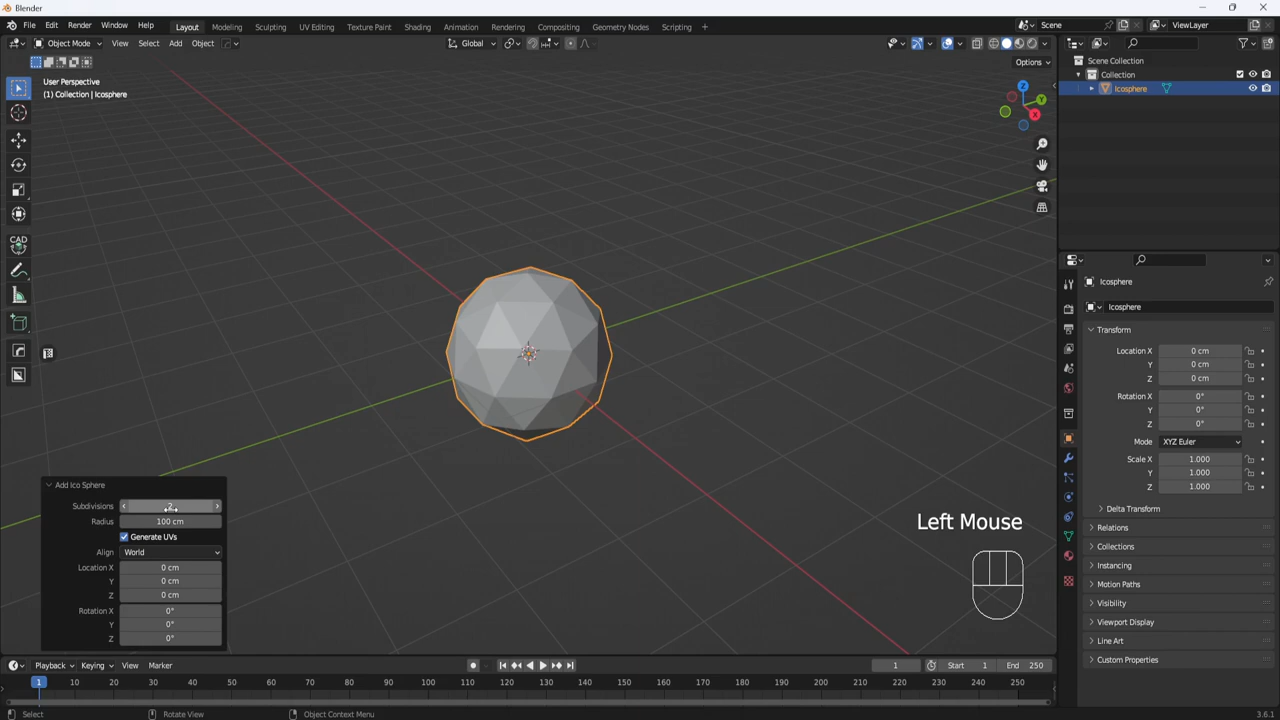 Blender
File Edit Render Window Help Layout Modeling Sculpting UV Editing Texture Paint Shading Animation Rendering Compositing Geometry Nodes Scripting + Scene ViewLayer
Object Mode View Select Add Object Global
Options
User Perspective
(1) Collection | Icosphere
Z
Y
X
CAD
Scene Collection
Collection
Icosphere
Icosphere
Icosphere
Transform
Location X 0 cm
Y 0 cm
Z 0 cm
Rotation X 0°
Y 0°
Z 0°
Mode XYZ Euler
Scale X 1.000
Y 1.000
Z 1.000
Delta Transform
Relations
Collections
Instancing
Motion Paths
Visibility
Viewport Display
Line Art
Custom Properties
Add Ico Sphere
Subdivisions 2
Radius 100 cm
Generate UVs
Align World
Location X 0 cm
Y 0 cm
Z 0 cm
Rotation X 0°
Y 0°
Z 0°
Left Mouse
Playback Keying View Marker 1 Start 1 End 250
1 10 20 30 40 50 60 70 80 90 100 110 120 130 140 150 160 170 180 190 200 210 220 230 240 250
Select Rotate View Object Context Menu 3.6.1